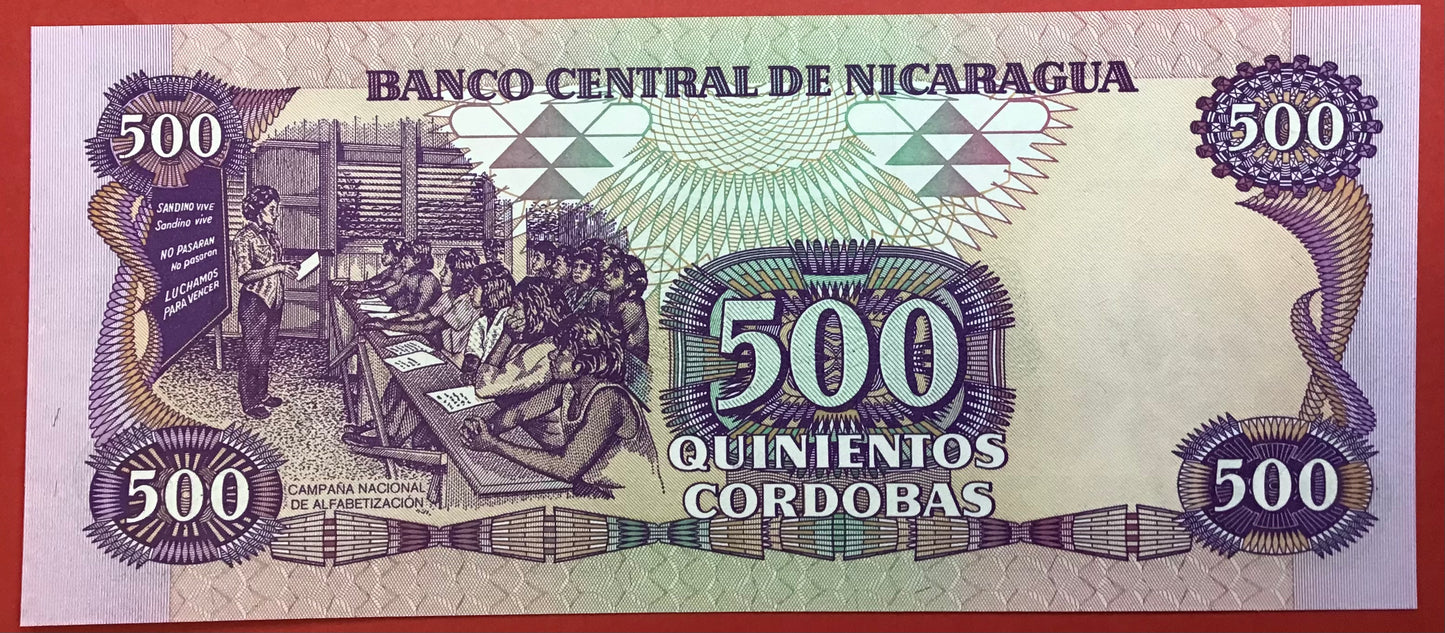 BANCO CENTRAL DE NICARAGUA
500
500
SANDINO VIVE
Sandino vive
NO PASARAN
No pasaran
LUCHAMOS
PARA VENCER
500
QUINIENTOS
CORDOBAS
CAMPAÑA NACIONAL
DE ALFABETIZACIÓN
500
500